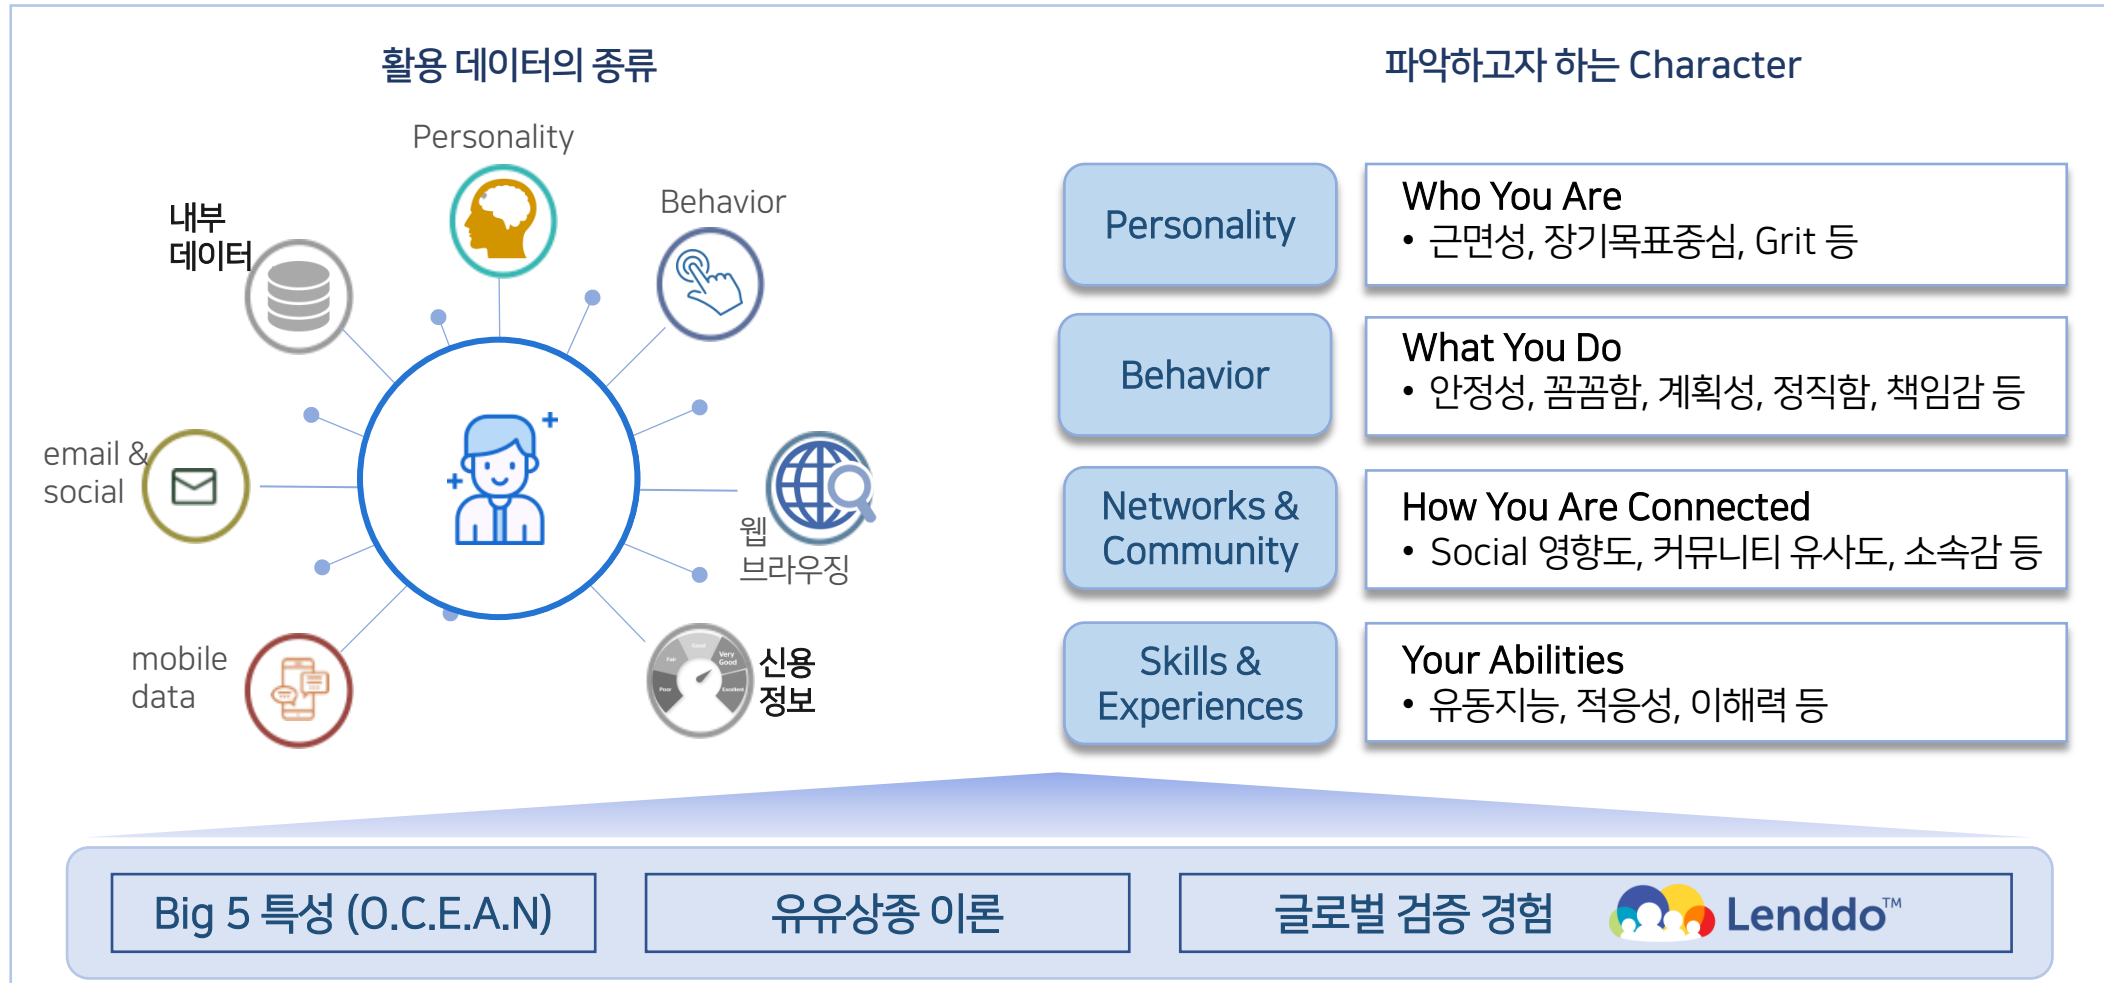 활용 데이터의 종류
Personality
Behavior
내부
데이터
email &
social
웹
브라우징
mobile
data
Poor
Fair
Good
Very
Good
Excellent
신용
정보
파악하고자 하는 Character
Personality
Who You Are
• 근면성, 장기목표중심, Grit 등
Behavior
What You Do
• 안정성, 꼼꼼함, 계획성, 정직함, 책임감 등
Networks &
Community
How You Are Connected
• Social 영향도, 커뮤니티 유사도, 소속감 등
Skills &
Experiences
Your Abilities
• 유동지능, 적응성, 이해력 등
Big 5 특성 (O.C.E.A.N)
유유상종 이론
글로벌 검증 경험
Lenddo™